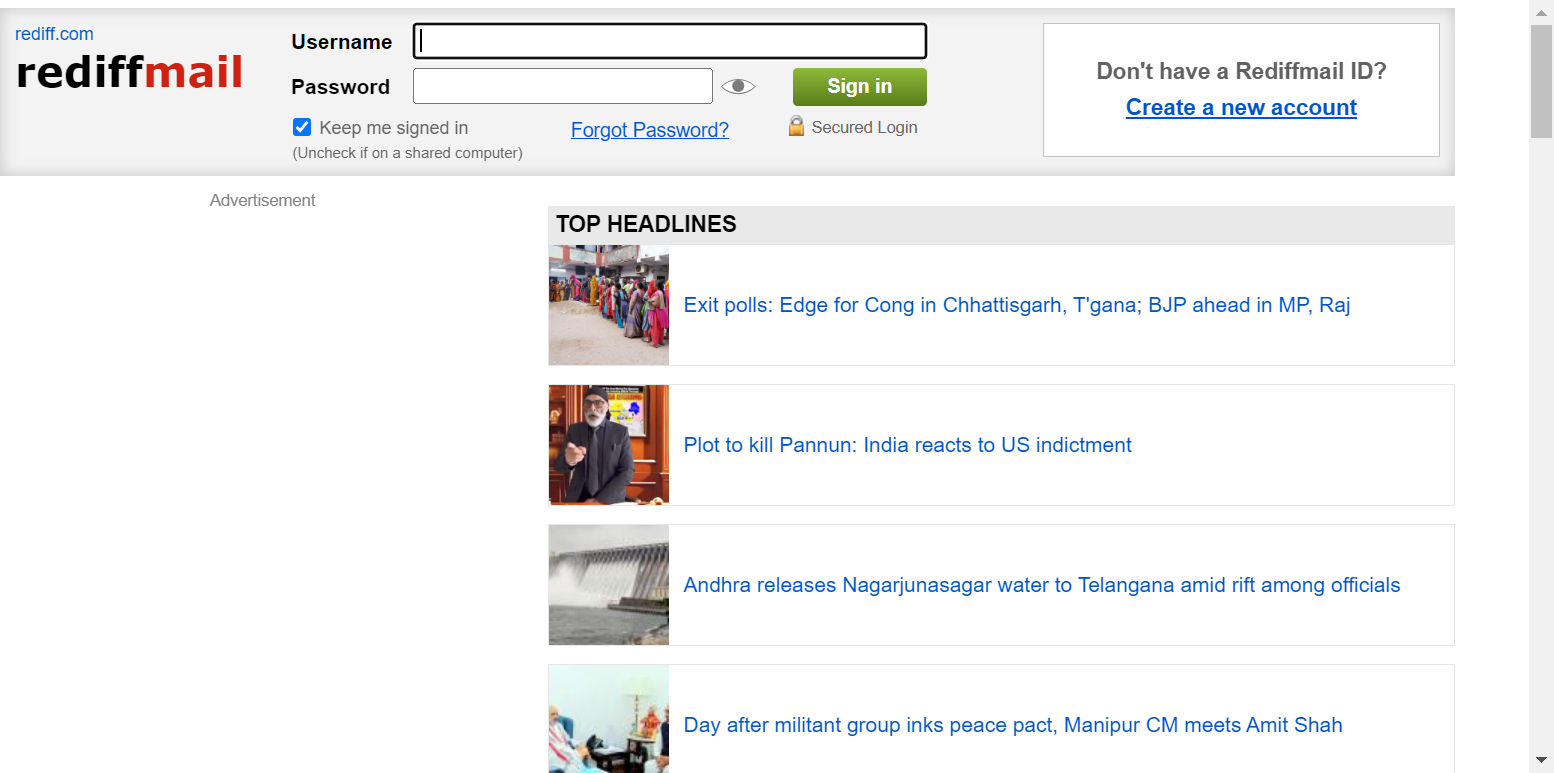 rediff.com
rediffmail
Username
Password
Sign in
Keep me signed in
(Uncheck if on a shared computer)
Forgot Password?
Secured Login
Don't have a Rediffmail ID?
Create a new account
Advertisement
TOP HEADLINES
Exit polls: Edge for Cong in Chhattisgarh, T'gana; BJP ahead in MP, Raj
Plot to kill Pannun: India reacts to US indictment
Andhra releases Nagarjunasagar water to Telangana amid rift among officials
Day after militant group inks peace pact, Manipur CM meets Amit Shah